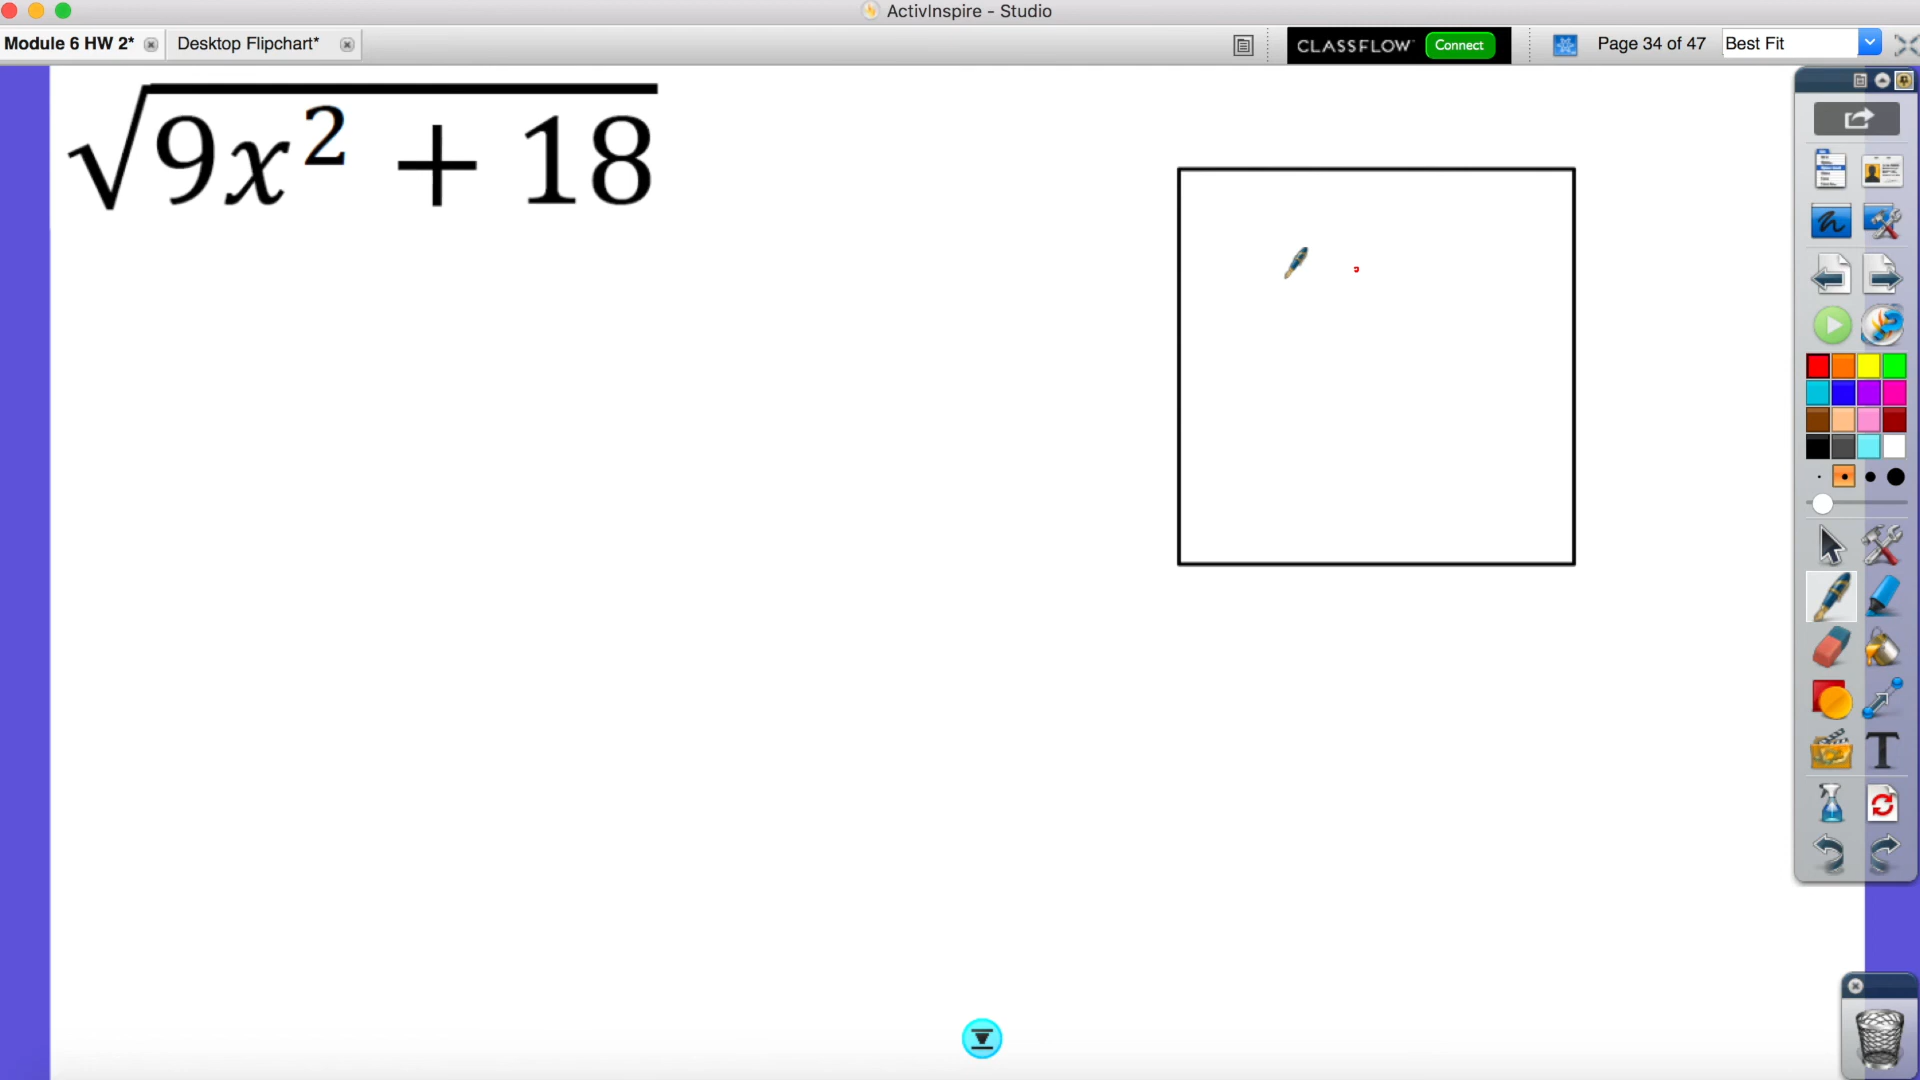 ActivInspire - Studio
Module 6 HW 2* Desktop Flipchart* CLASSFLOW Connect Page 34 of 47 Best Fit
√9x² + 18
T